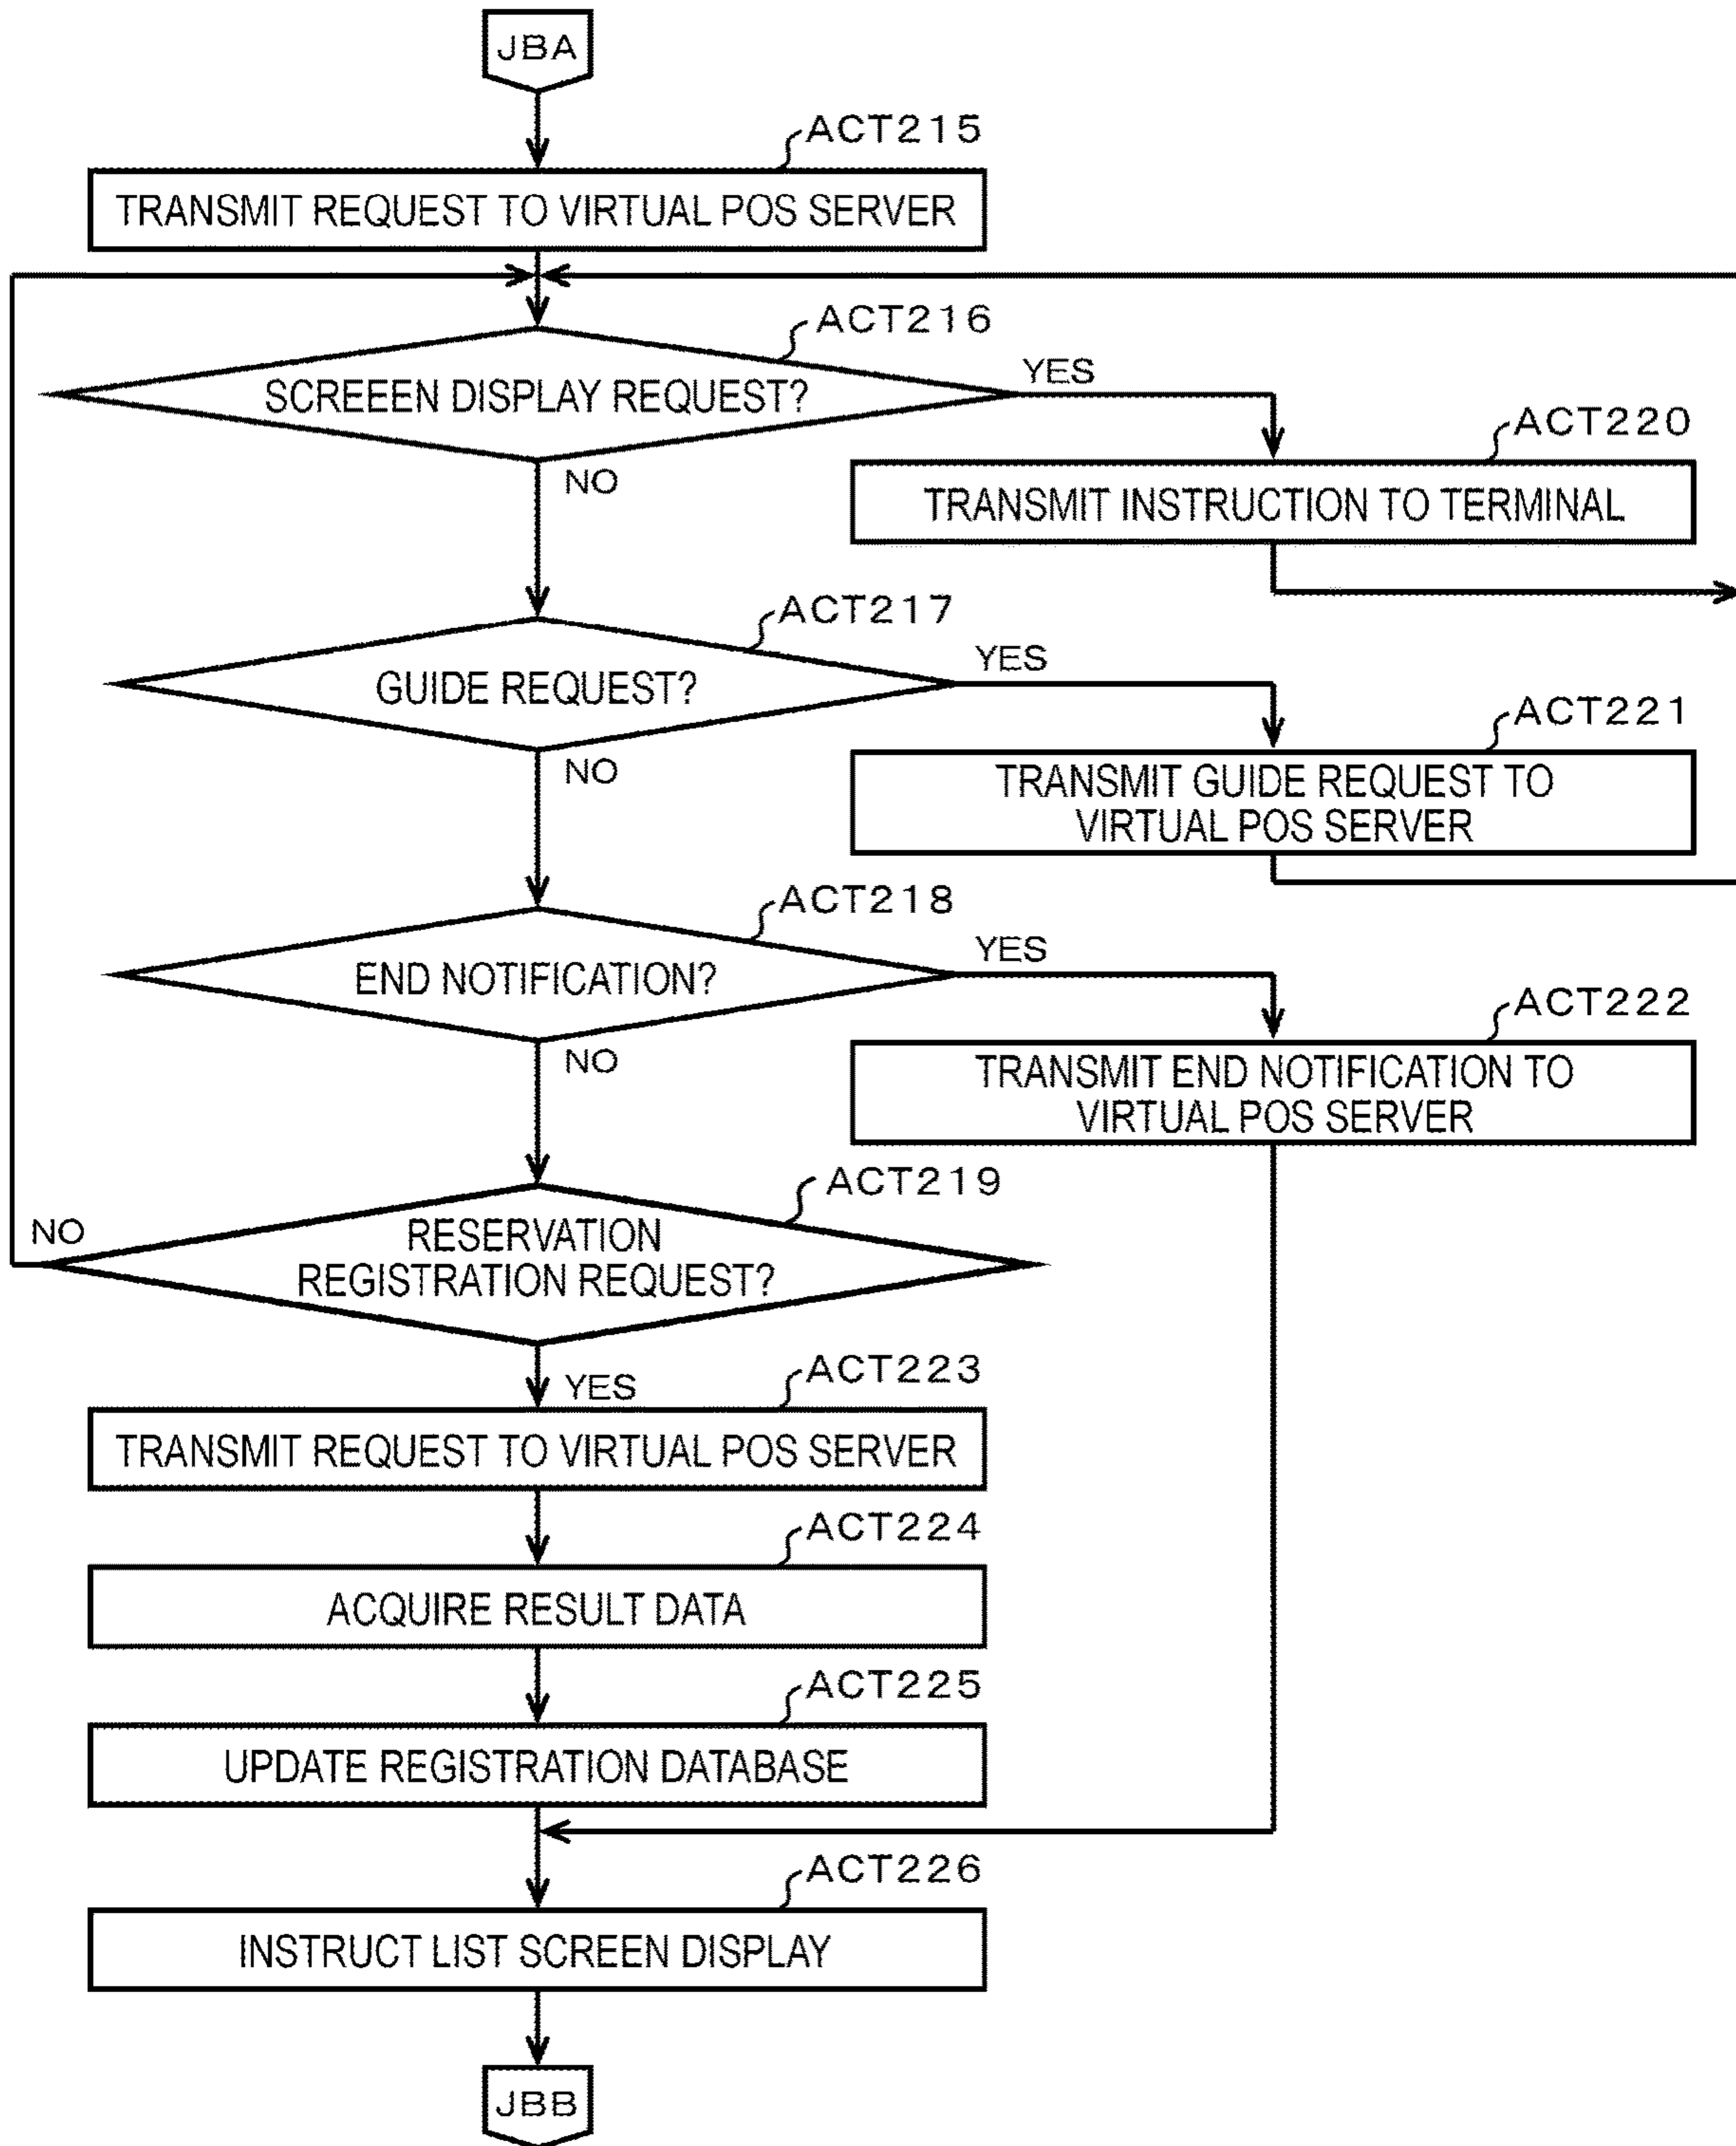 JBA
ACT215
TRANSMIT REQUEST TO VIRTUAL POS SERVER
ACT216
SCREEEN DISPLAY REQUEST?
YES
NO
ACT220
TRANSMIT INSTRUCTION TO TERMINAL
ACT217
GUIDE REQUEST?
YES
NO
ACT221
TRANSMIT GUIDE REQUEST TO
VIRTUAL POS SERVER
ACT218
END NOTIFICATION?
YES
NO
ACT222
TRANSMIT END NOTIFICATION TO
VIRTUAL POS SERVER
ACT219
NO
RESERVATION
REGISTRATION REQUEST?
YES
ACT223
TRANSMIT REQUEST TO VIRTUAL POS SERVER
ACT224
ACQUIRE RESULT DATA
ACT225
UPDATE REGISTRATION DATABASE
ACT226
INSTRUCT LIST SCREEN DISPLAY
JBB